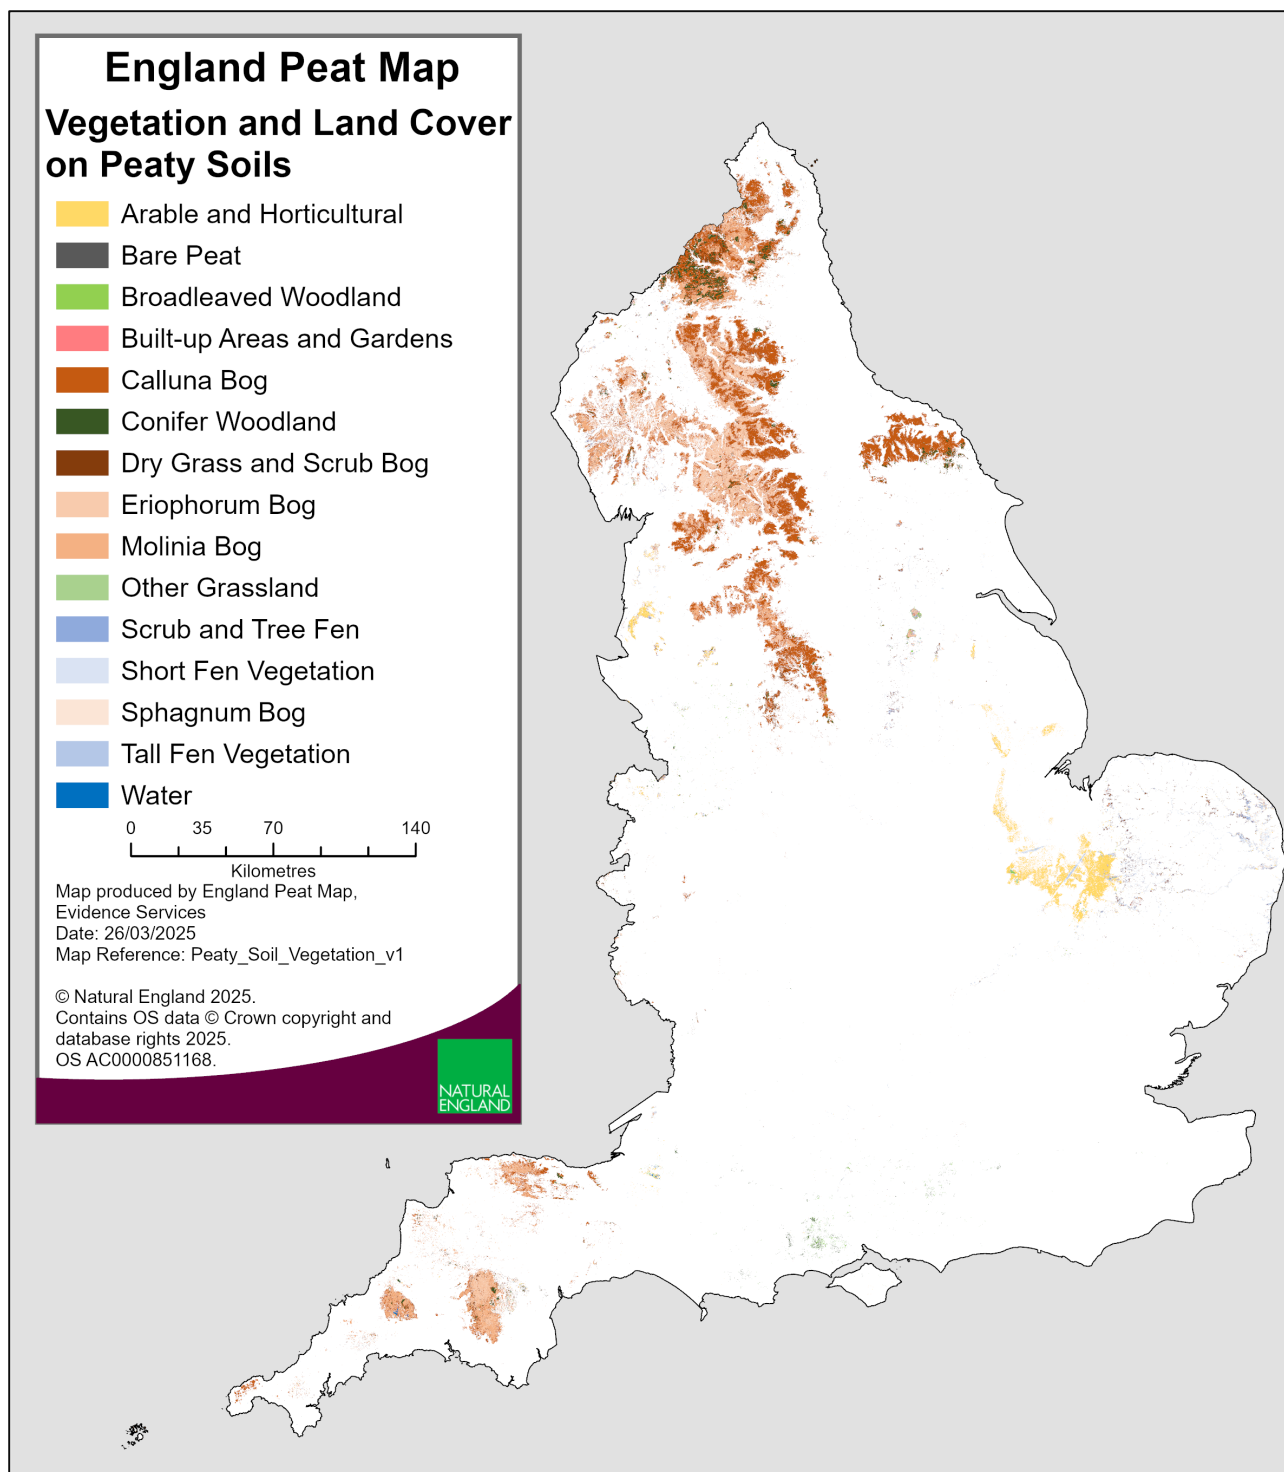 England Peat Map
Vegetation and Land Cover
on Peaty Soils
Arable and Horticultural
Bare Peat
Broadleaved Woodland
Built-up Areas and Gardens
Calluna Bog
Conifer Woodland
Dry Grass and Scrub Bog
Eriophorum Bog
Molinia Bog
Other Grassland
Scrub and Tree Fen
Short Fen Vegetation
Sphagnum Bog
Tall Fen Vegetation
Water
0 35 70 140
Kilometres
Map produced by England Peat Map,
Evidence Services
Date: 26/03/2025
Map Reference: Peaty_Soil_Vegetation_v1
© Natural England 2025.
Contains OS data © Crown copyright and
database rights 2025.
OS AC0000851168.
NATURAL
ENGLAND